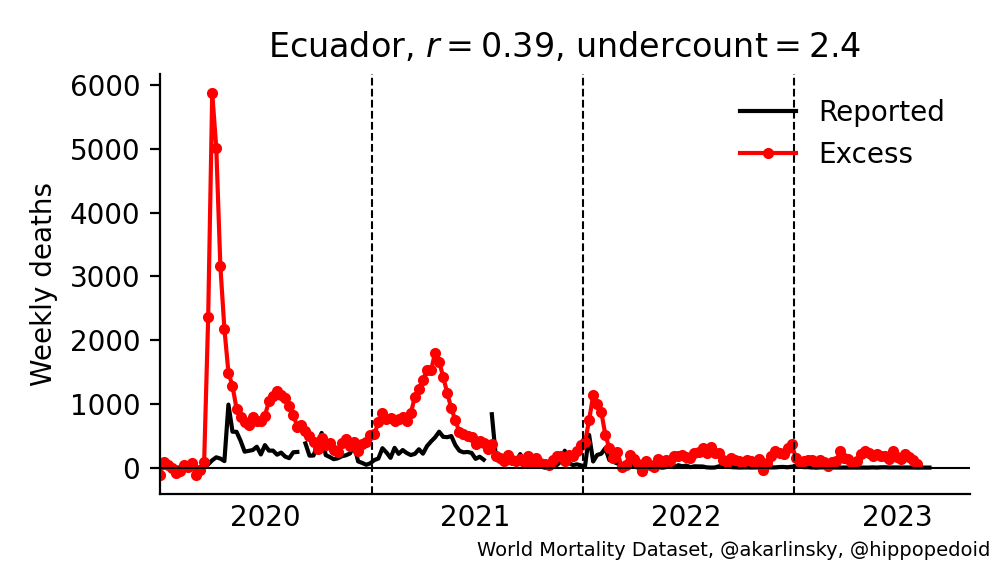 Ecuador, r = 0.39, undercount = 2.4
6000
5000
4000
3000
2000
1000
0
Weekly deaths
Reported
Excess
2020 2021 2022 2023
World Mortality Dataset, @akarlinsky, @hippopedoid